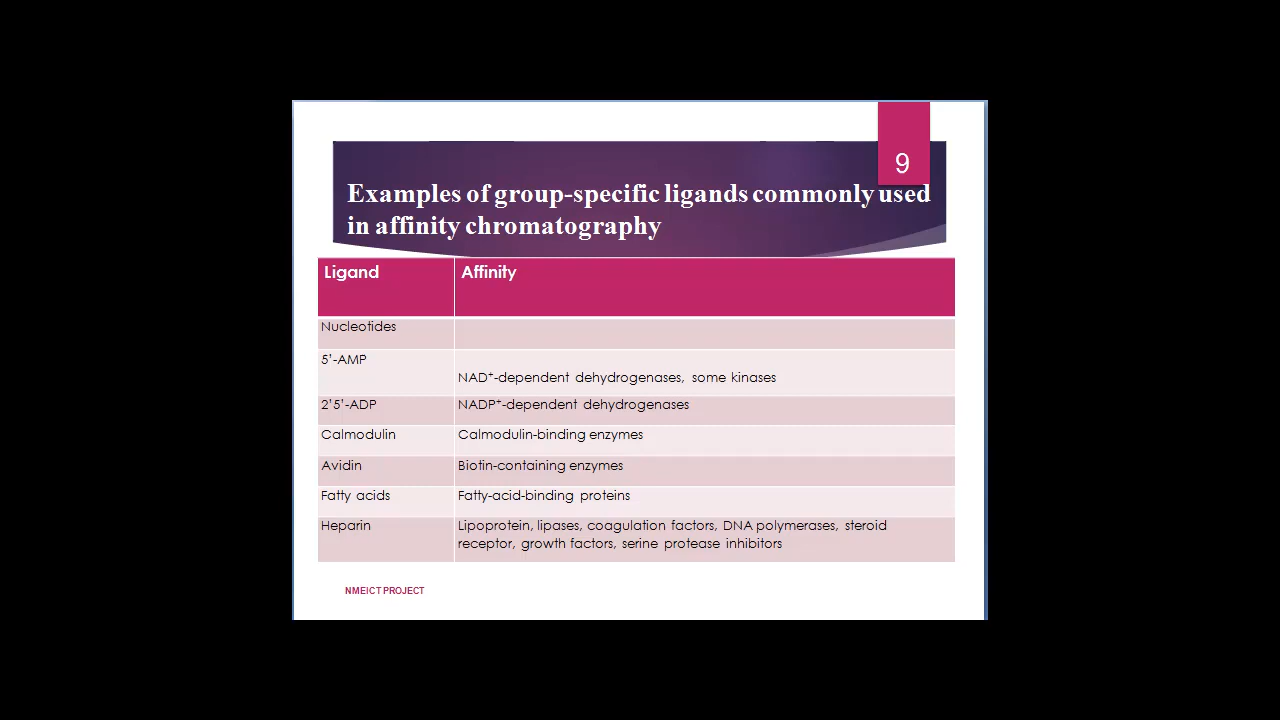 9
Examples of group-specific ligands commonly used
in affinity chromatography
Ligand Affinity
Nucleotides
5'-AMP
NAD⁺-dependent dehydrogenases, some kinases
2'5'-ADP NADP⁺-dependent dehydrogenases
Calmodulin Calmodulin-binding enzymes
Avidin Biotin-containing enzymes
Fatty acids Fatty-acid-binding proteins
Heparin Lipoprotein, lipases, coagulation factors, DNA polymerases, steroid
receptor, growth factors, serine protease inhibitors
NMEICT PROJECT